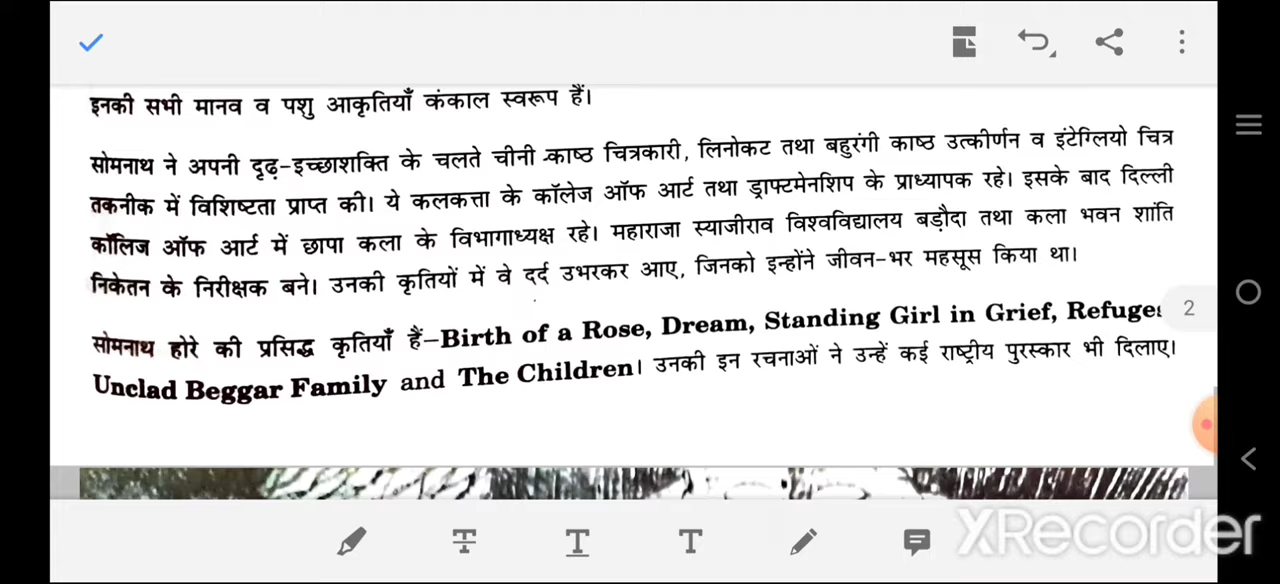 इनकी सभी मानव व पशु आकृतियाँ कंकाल स्वरूप हैं।
सोमनाथ ने अपनी दृढ़-इच्छाशक्ति के चलते चीनी काष्ठ चित्रकारी, लिनोकट तथा बहुरंगी काष्ठ उत्कीर्णन व इंटेग्लियो चित्र
तकनीक में विशिष्टता प्राप्त की। ये कलकत्ता के कॉलेज ऑफ आर्ट तथा ड्राफ्टमेनशिप के प्राध्यापक रहे। इसके बाद दिल्ली
कॉलिज ऑफ आर्ट में छापा कला के विभागाध्यक्ष रहे। महाराजा स्याजीराव विश्वविद्यालय बड़ौदा तथा कला भवन शांति
निकेतन के निरीक्षक बने। उनकी कृतियों में वे दर्द उभरकर आए, जिनको इन्होंने जीवन-भर महसूस किया था।
2
सोमनाथ होरे की प्रसिद्ध कृतियाँ हैं–Birth of a Rose, Dream, Standing Girl in Grief,
Unclad Beggar Family and The Children। उनकी इन रचनाओं ने उन्हें कई राष्ट्रीय पुरस्कार भी दिलाए।
T T T
XRecorder